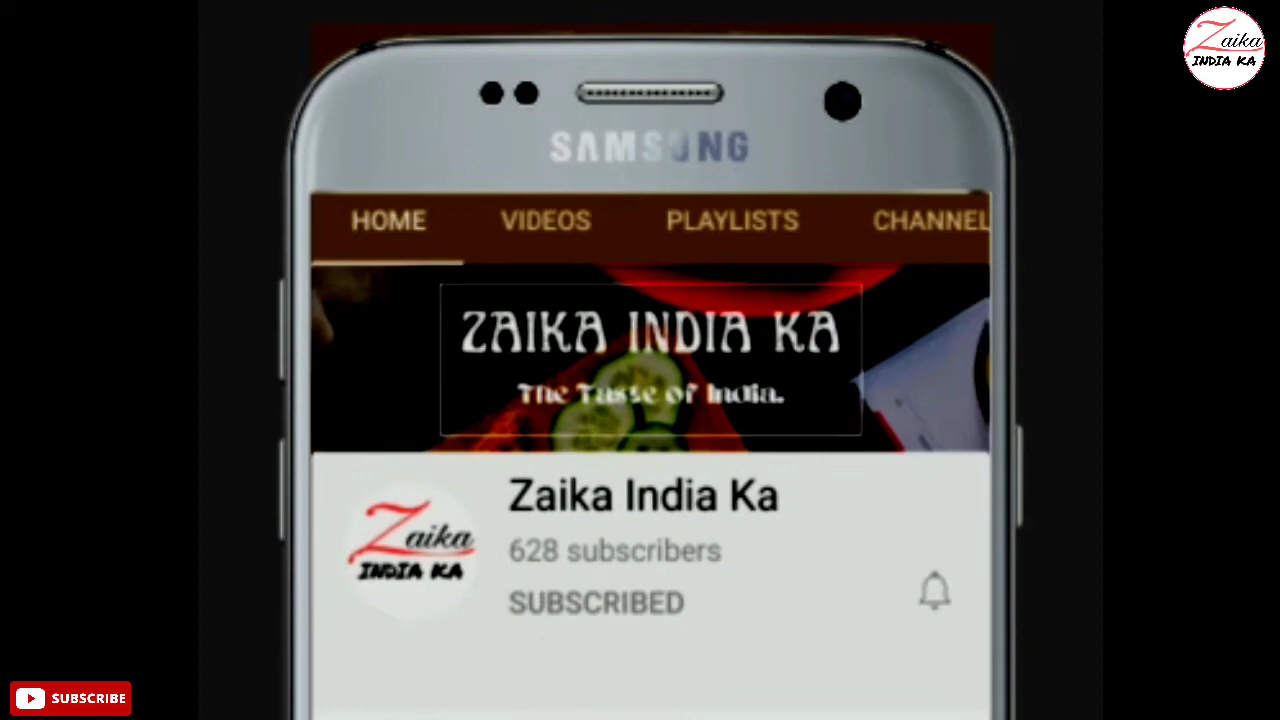 Zaika
INDIA KA
SAMSUNG
HOME VIDEOS PLAYLISTS CHANNEL
ZAIKA INDIA KA
The Taste of India.
Zaika India Ka
628 subscribers
SUBSCRIBED
Zaika
INDIA KA
SUBSCRIBE